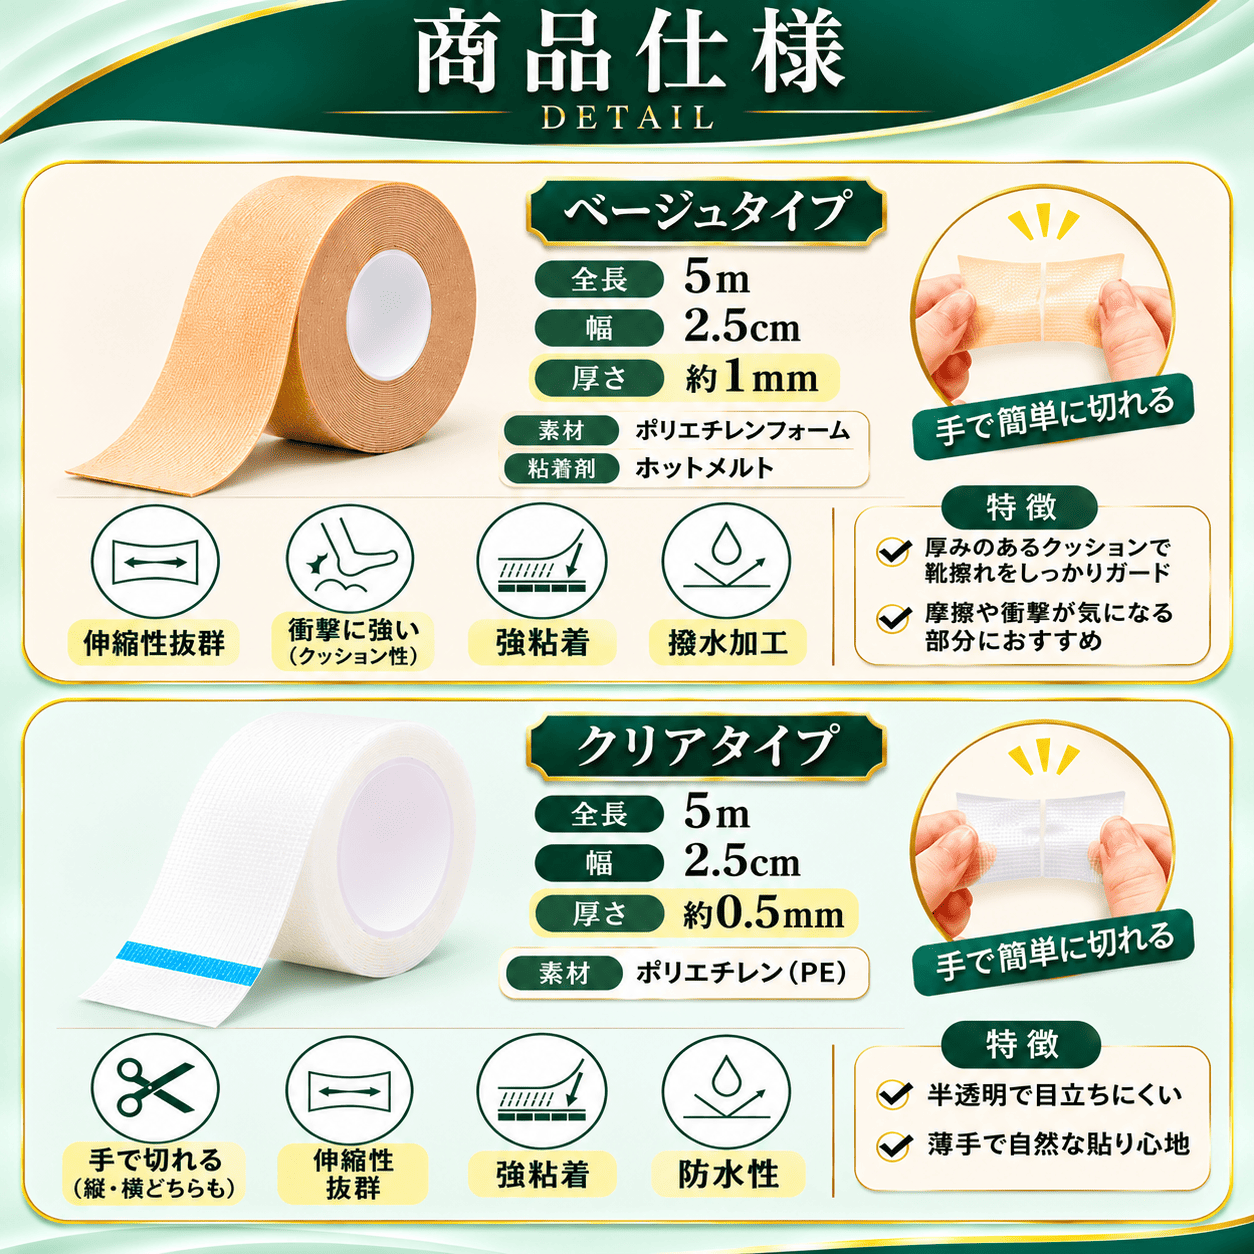 商品仕様
DETAIL
ベージュタイプ
全長 5m
幅 2.5cm
厚さ 約1mm
素材 ポリエチレンフォーム
粘着剤 ホットメルト
手で簡単に切れる
伸縮性抜群
衝撃に強い
(クッション性)
強粘着
撥水加工
特徴
厚みのあるクッションで
靴擦れをしっかりガード
摩擦や衝撃が気になる
部分におすすめ
クリアタイプ
全長 5m
幅 2.5cm
厚さ 約0.5mm
素材 ポリエチレン(PE)
手で簡単に切れる
手で切れる
(縦・横どちらも)
伸縮性
抜群
強粘着
防水性
特徴
半透明で目立ちにくい
薄手で自然な貼り心地